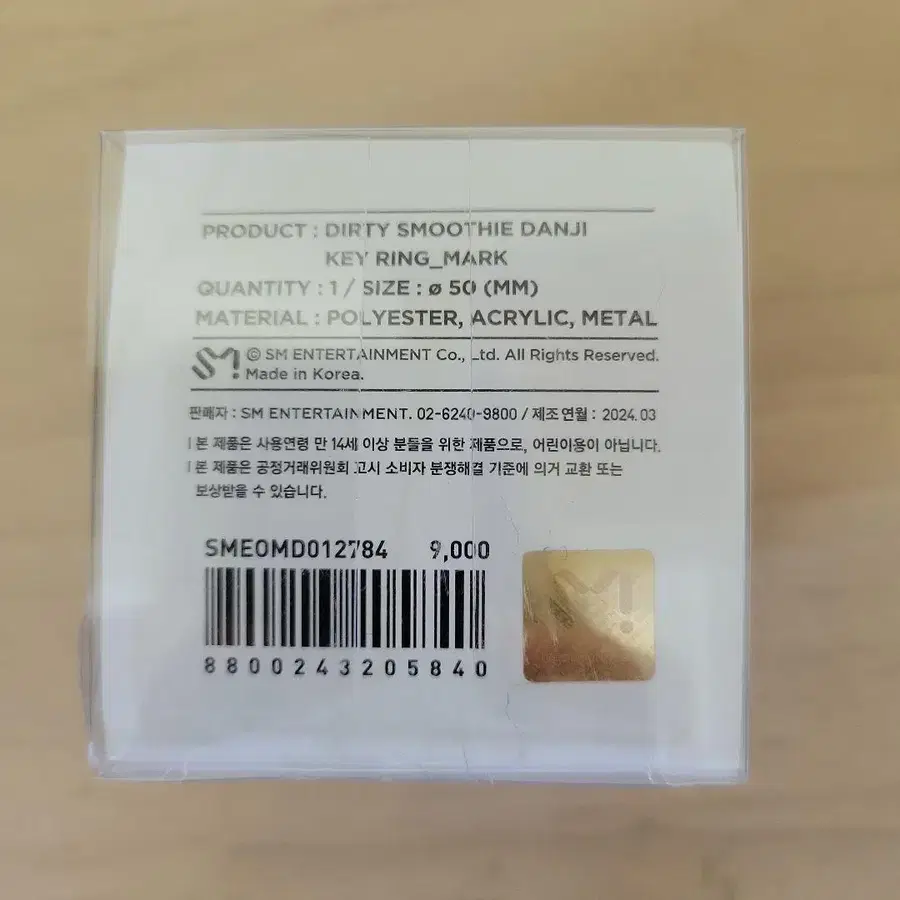 PRODUCT : DIRTY SMOOTHIE DANJI
KEY RING_MARK
QUANTITY : 1 / SIZE : ø 50 (MM)
MATERIAL : POLYESTER, ACRYLIC, METAL
SM! © SM ENTERTAINMENT Co., Ltd. All Rights Reserved.
Made in Korea.
판매자 : SM ENTERTAINMENT. 02-6240-9800 / 제조연월 : 2024.03
l 본 제품은 사용연령 만 14세 이상 분들을 위한 제품으로, 어린이용이 아닙니다.
l 본 제품은 공정거래위원회 고시 소비자 분쟁해결 기준에 의거 교환 또는
보상받을 수 있습니다.
SMEOMD012784 9,000
8800243205840
SM!